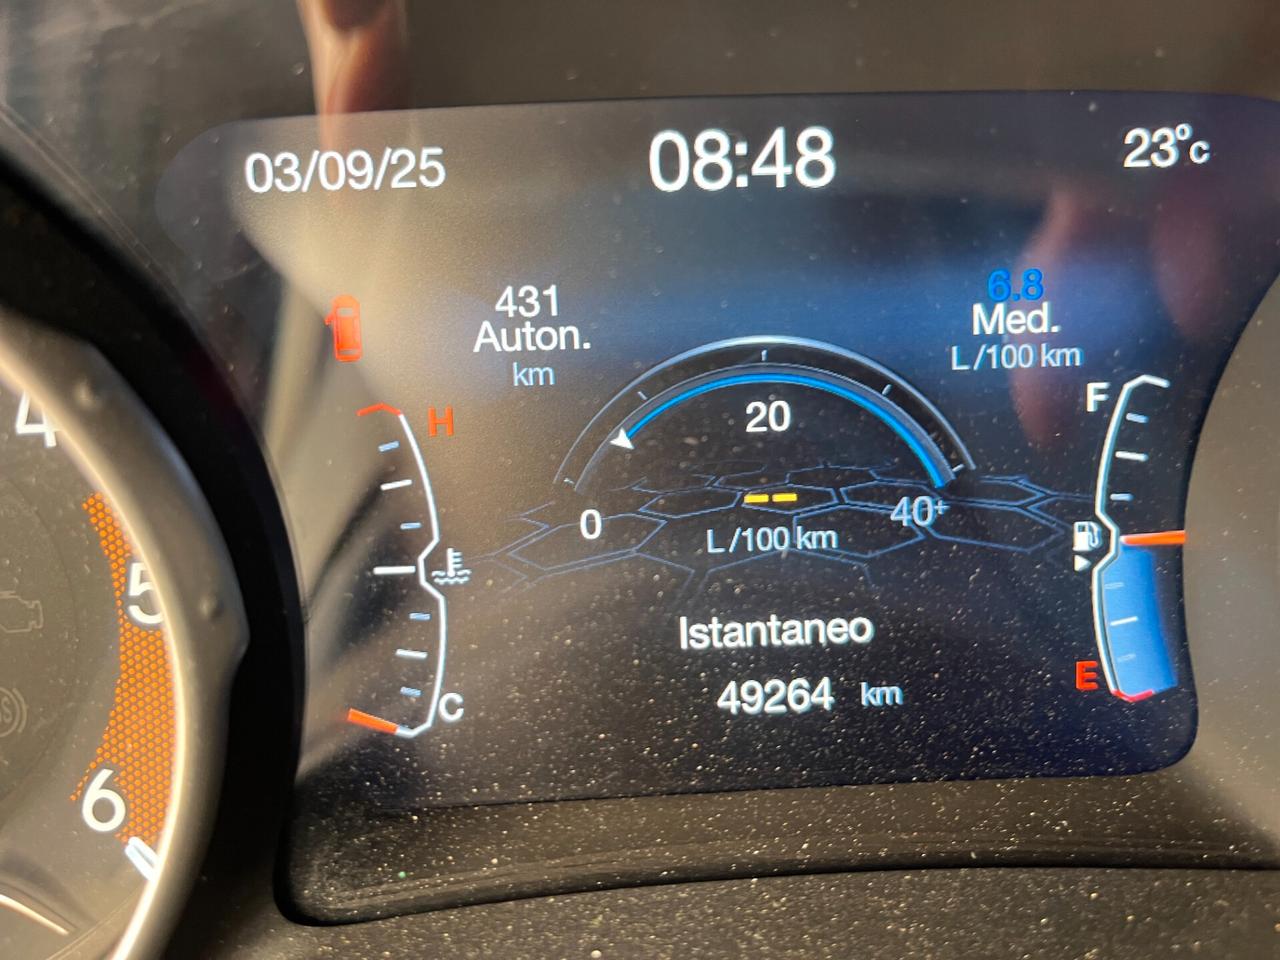 03/09/25
08:48
23°c
431
Auton.
km
6.8
Med.
L/100 km
H
F
20
0
40+
L/100 km
Istantaneo
49264 km
C
E
4
5
6